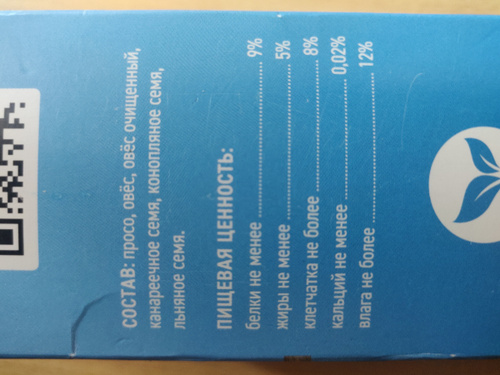 СОСТАВ: просо, овёс, овёс очищенный,
канареечное семя, конопляное семя,
льняное семя.
ПИЩЕВАЯ ЦЕННОСТЬ:
белки не менее 9%
жиры не менее 5%
клетчатка не более 8%
кальций не менее 0,02%
влага не более 12%